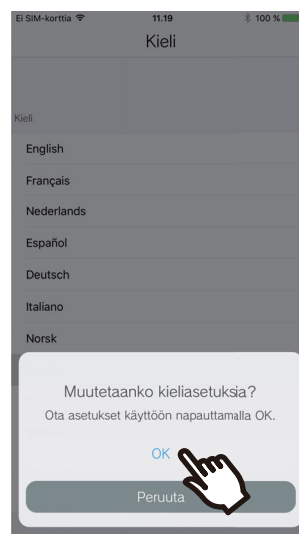 Ei SIM-korttia 11.19 100 %
Kieli
Kieli
English
Français
Nederlands
Español
Deutsch
Italiano
Norsk
Muutetaanko kieliasetuksia?
Ota asetukset käyttöön napauttamalla OK.
OK
Peruuta